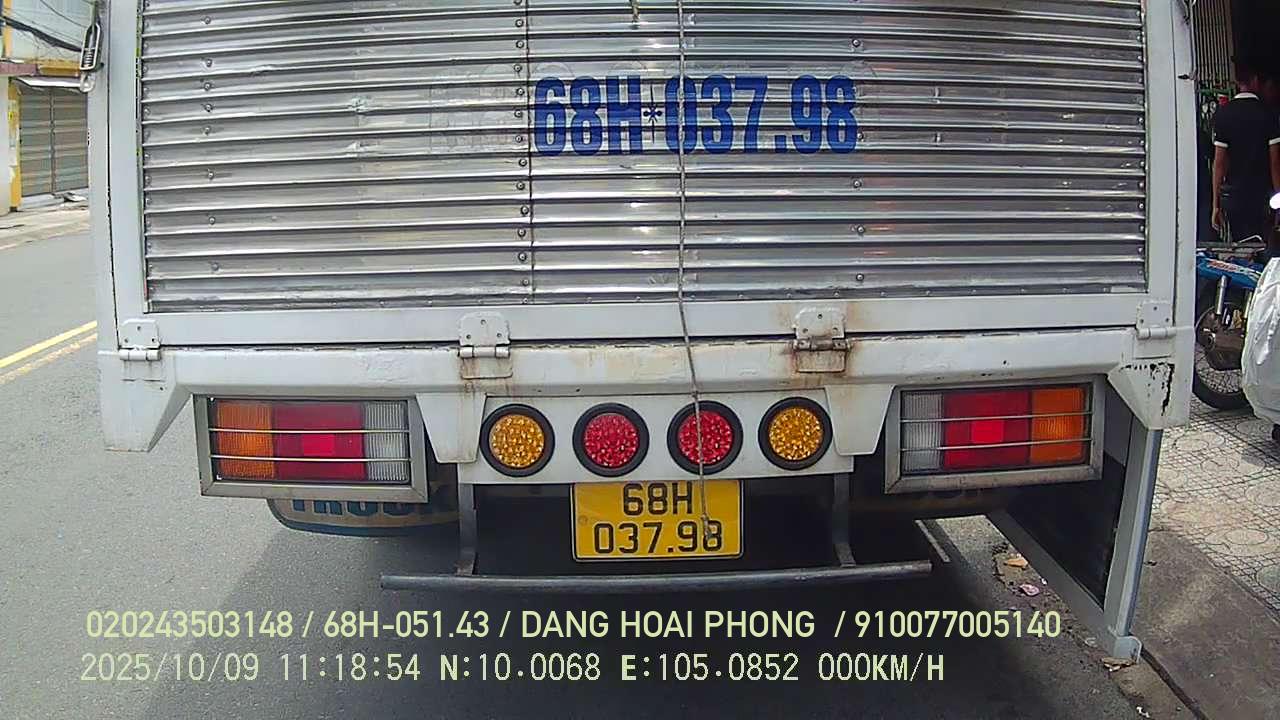 68H*037.98
68H
037.98
TRUCK
020243503148 / 68H-051.43 / DANG HOAI PHONG / 910077005140
2025/10/09 11:18:54 N:10.0068 E:105.0852 000KM/H